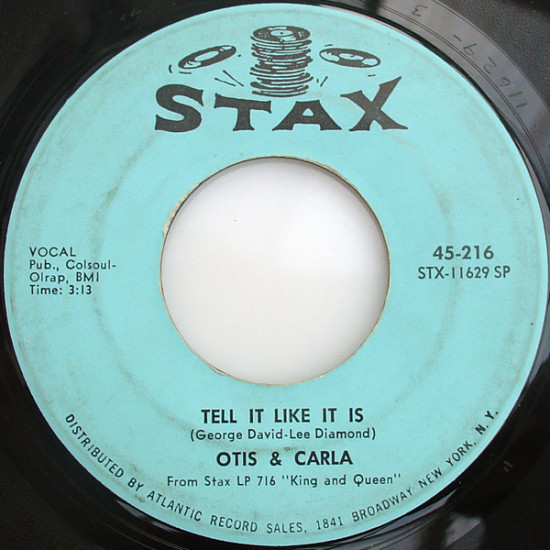 11629-3
STAX
VOCAL
Pub., Colsoul-
Olrap, BMI
Time: 3:13
45-216
STX-11629 SP
TELL IT LIKE IT IS
(George David-Lee Diamond)
OTIS & CARLA
From Stax LP 716 "King and Queen"
DISTRIBUTED BY ATLANTIC RECORD SALES, 1841 BROADWAY NEW YORK, N. Y.